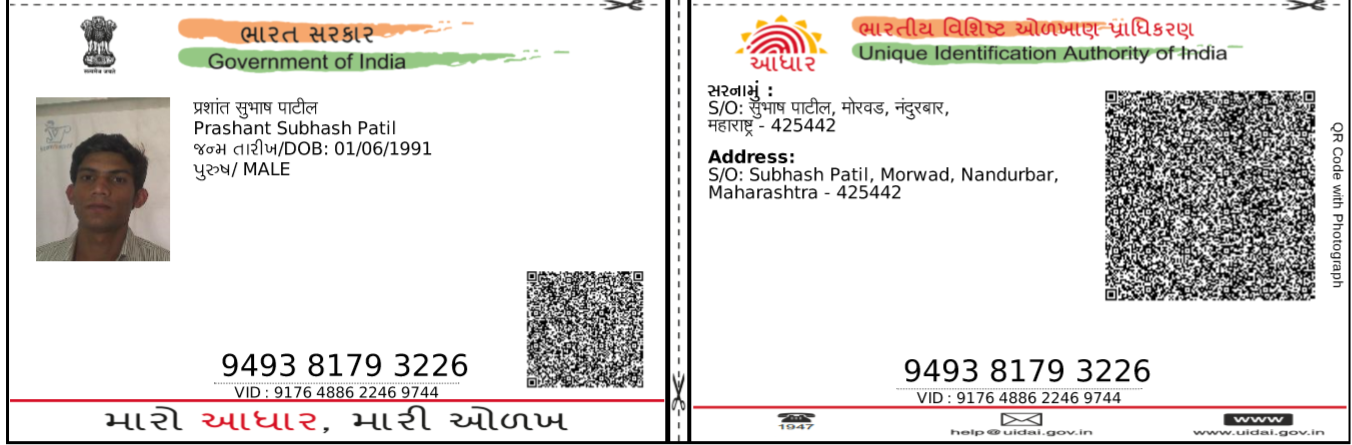 ભારત સરકાર
Government of India
सत्यमेव जयते
प्रशांत सुभाष पाटील
Prashant Subhash Patil
જન્મ તારીખ/DOB: 01/06/1991
પુરુષ/ MALE
9493 8179 3226
VID : 9176 4886 2246 9744
મારો આધાર, મારી ઓળખ
આધાર
ભારતીય વિશિષ્ટ ઓળખાણ પ્રાધિકરણ
Unique Identification Authority of India
સરનામું :
S/O: सुभाष पाटील, मोरवड, नंदुरबार,
महाराष्ट्र - 425442
Address:
S/O: Subhash Patil, Morwad, Nandurbar,
Maharashtra - 425442
QR Code with Photograph
9493 8179 3226
VID : 9176 4886 2246 9744
1947
help@uidai.gov.in
www
www.uidai.gov.in